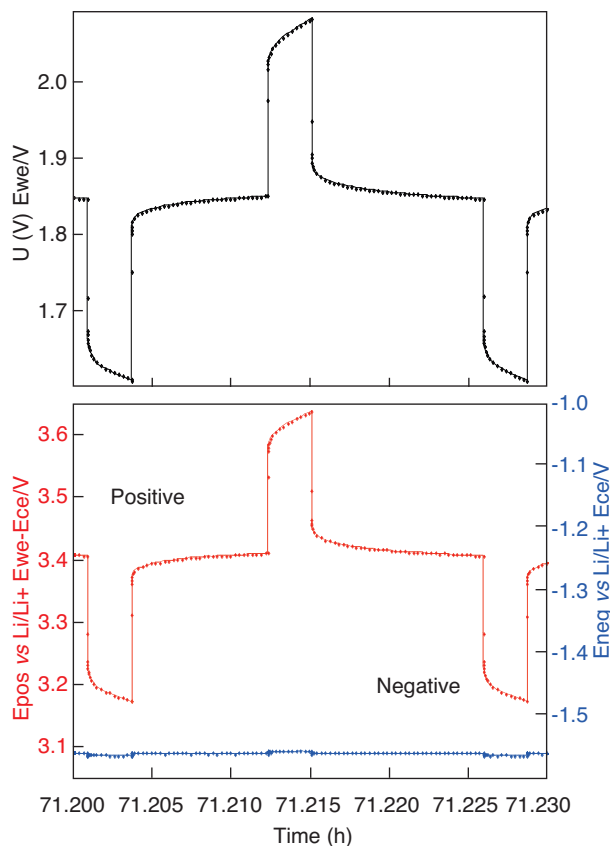 2.0
1.9
1.8
1.7
U (V) Ewe/V
3.6
3.5
3.4
3.3
3.2
3.1
Epos vs Li/Li+ Ewe-Ece/V
Positive
Negative
-1.0
-1.1
-1.2
-1.3
-1.4
-1.5
Eneg vs Li/Li+ Ece/V
71.200 71.205 71.210 71.215 71.220 71.225 71.230
Time (h)